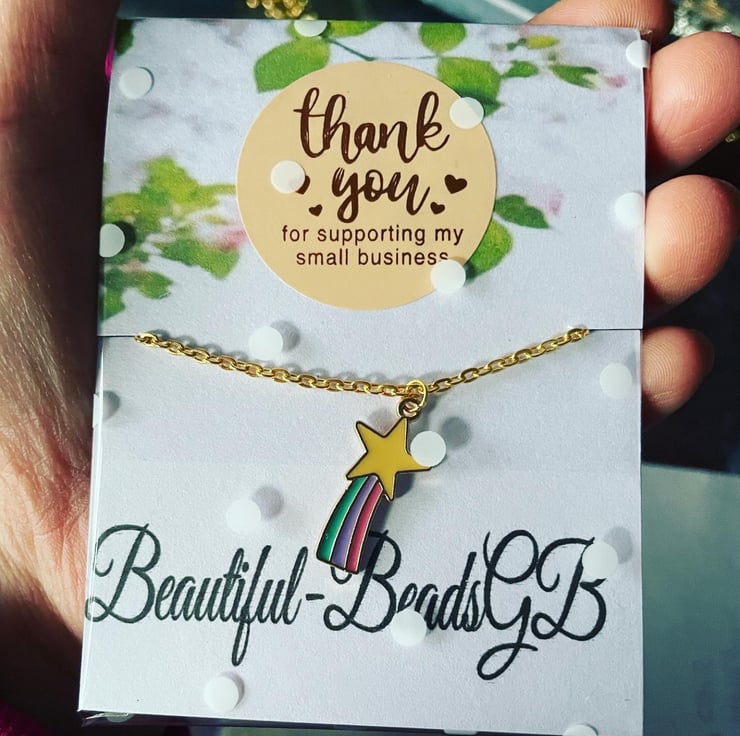 thank
you
for supporting my
small business
Beautiful-BeadsGB